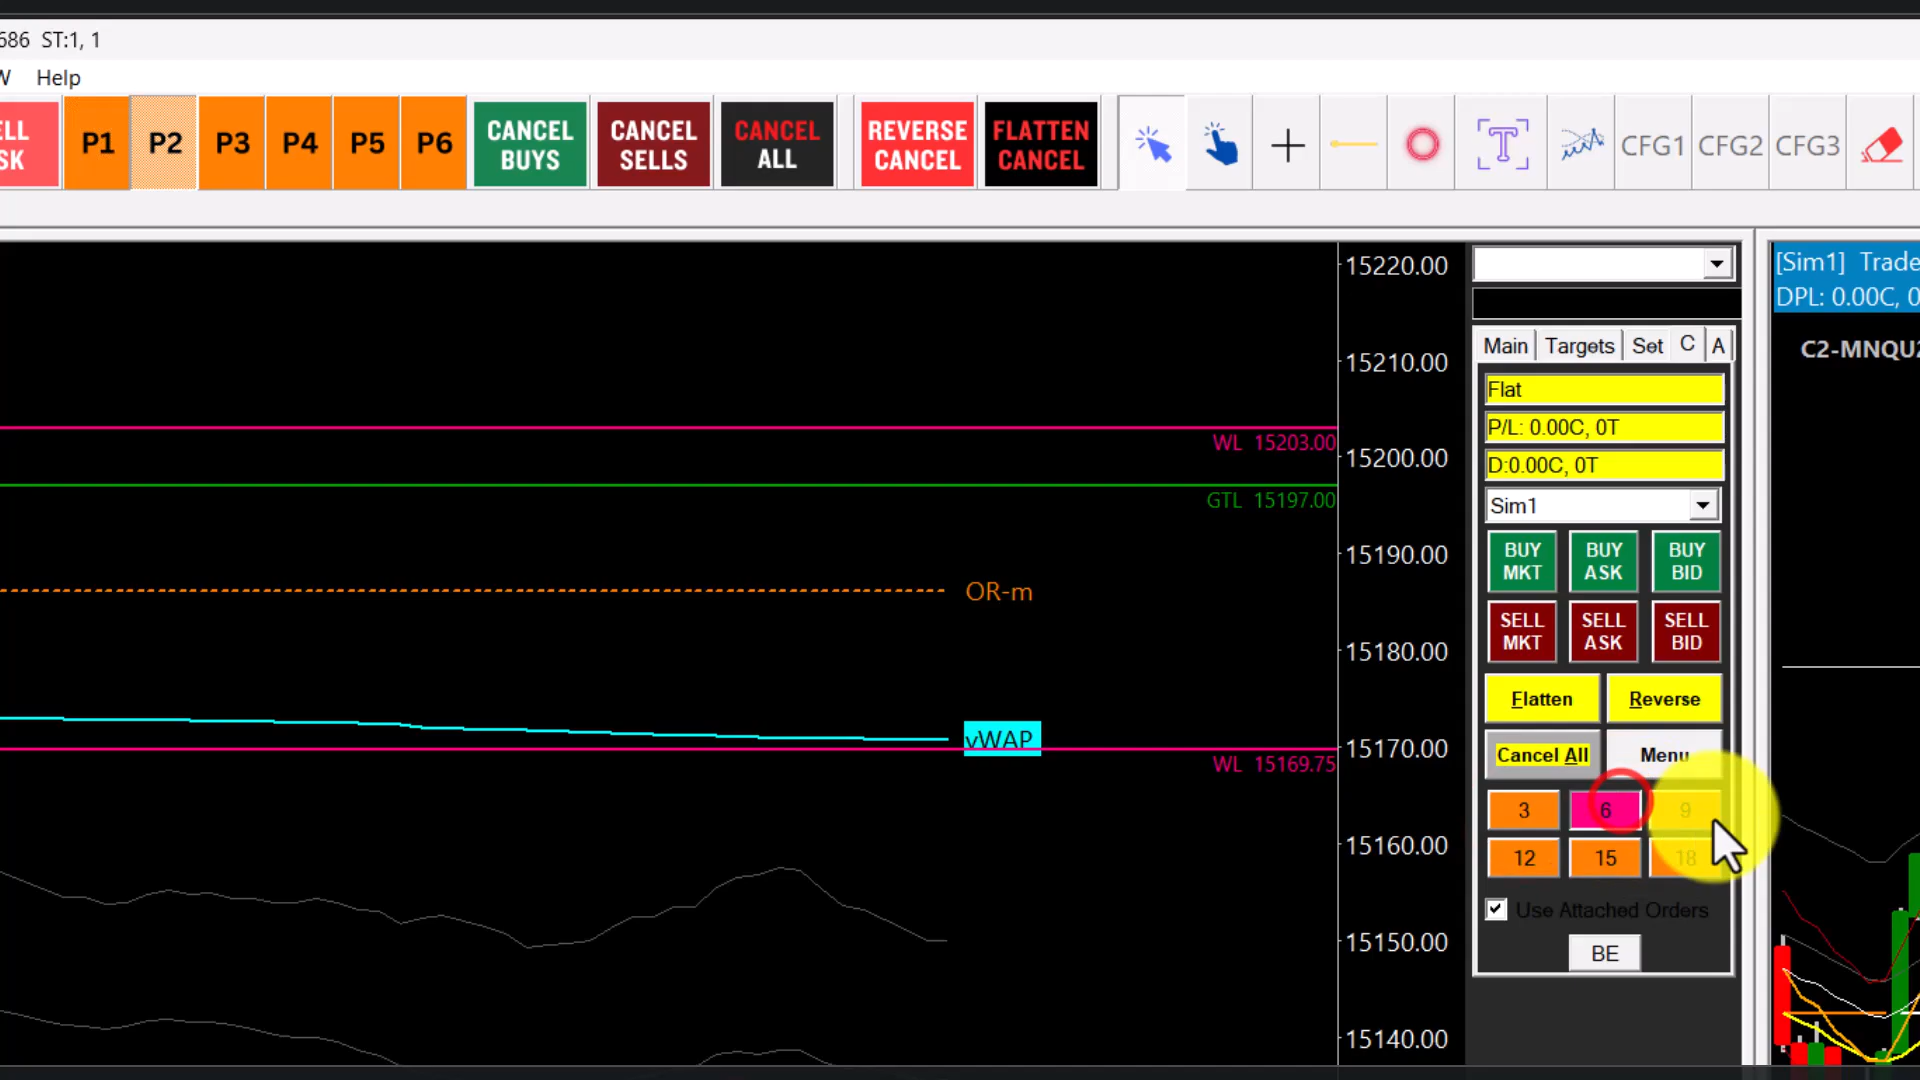 686 ST:1, 1
W Help
ELL
SK
P1 P2 P3 P4 P5 P6
CANCEL
BUYS
CANCEL
SELLS
CANCEL
ALL
REVERSE
CANCEL
FLATTEN
CANCEL
T
CFG1 CFG2 CFG3
15220.00
15210.00
15200.00
15190.00
15180.00
15170.00
15160.00
15150.00
15140.00
WL 15203.00
GTL 15197.00
OR-m
vWAP
WL 15169.75
Main Targets Set C A
Flat
P/L: 0.00C, 0T
D:0.00C, 0T
Sim1
BUY
MKT
BUY
ASK
BUY
BID
SELL
MKT
SELL
ASK
SELL
BID
Flatten Reverse
Cancel All Menu
3 6 9
12 15 18
Use Attached Orders
BE
[Sim1] Trade
DPL: 0.00C, 0
C2-MNQU2